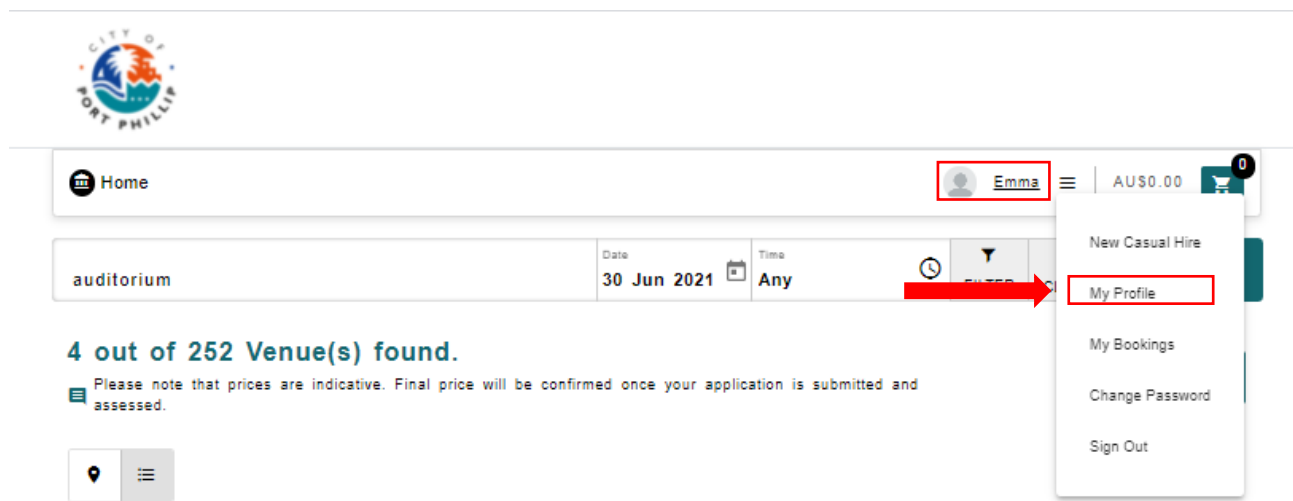 CITY OF
PORT PHILLIP
Home
Emma
AU$0.00
0
New Casual Hire
My Profile
My Bookings
Change Password
Sign Out
auditorium
Date
30 Jun 2021
Time
Any
4 out of 252 Venue(s) found.
Please note that prices are indicative. Final price will be confirmed once your application is submitted and
assessed.